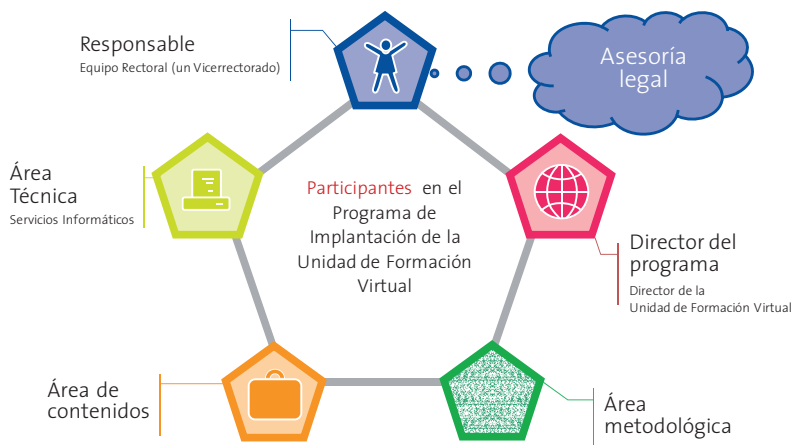 Responsable
Equipo Rectoral (un Vicerrectorado)
Asesoría
legal
Área
Técnica
Servicios Informáticos
Participantes en el
Programa de
Implantación de la
Unidad de Formación
Virtual
Director del
programa
Director de la
Unidad de Formación Virtual
Área de
contenidos
Área
metodológica